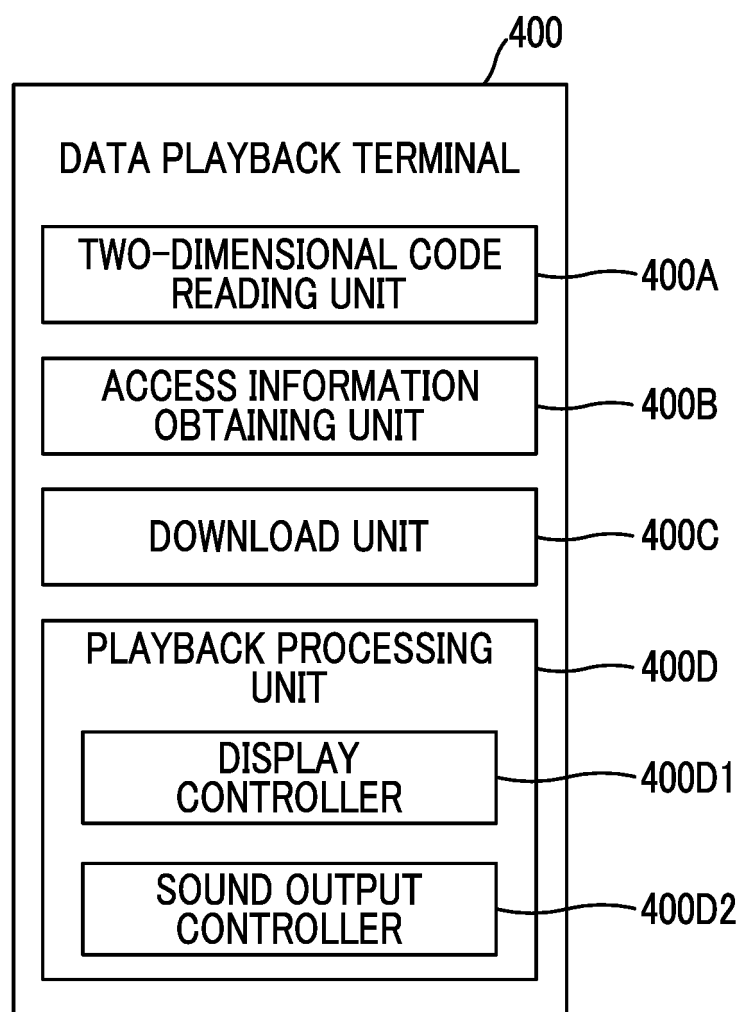 400
DATA PLAYBACK TERMINAL
TWO-DIMENSIONAL CODE
READING UNIT
400A
ACCESS INFORMATION
OBTAINING UNIT
400B
DOWNLOAD UNIT
400C
PLAYBACK PROCESSING
UNIT
400D
DISPLAY
CONTROLLER
400D1
SOUND OUTPUT
CONTROLLER
400D2